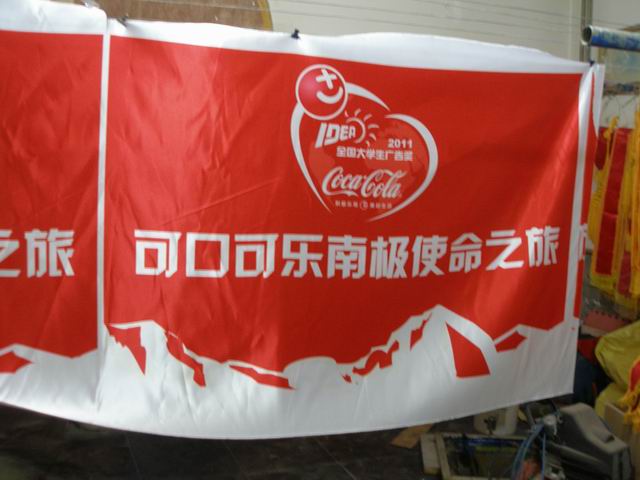 IDEA
2011
全国大学生广告奖
Coca-Cola
可口可乐南极使命之旅
之旅